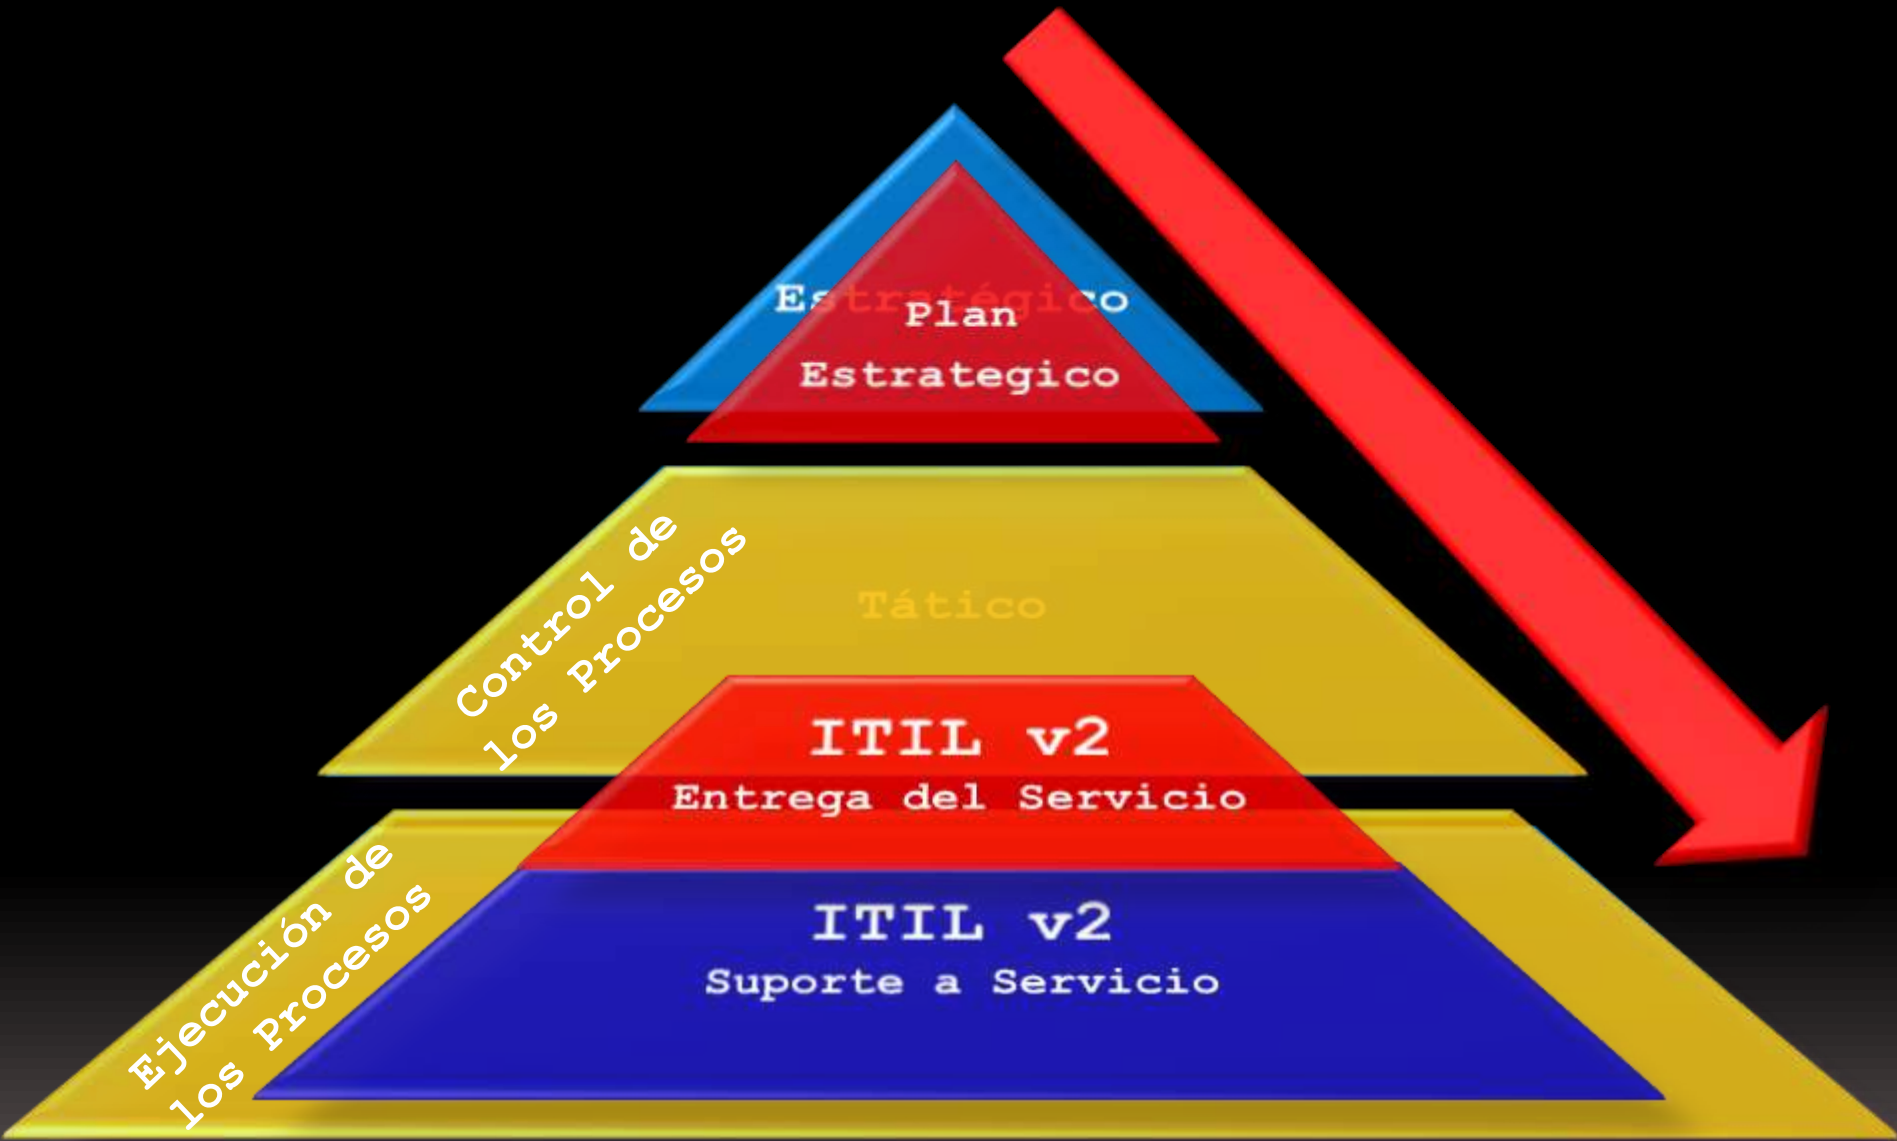 Estratégico
Plan
Estrategico
Control de
los Procesos
Tático
ITIL v2
Entrega del Servicio
Ejecución de
los Procesos
ITIL v2
Suporte a Servicio